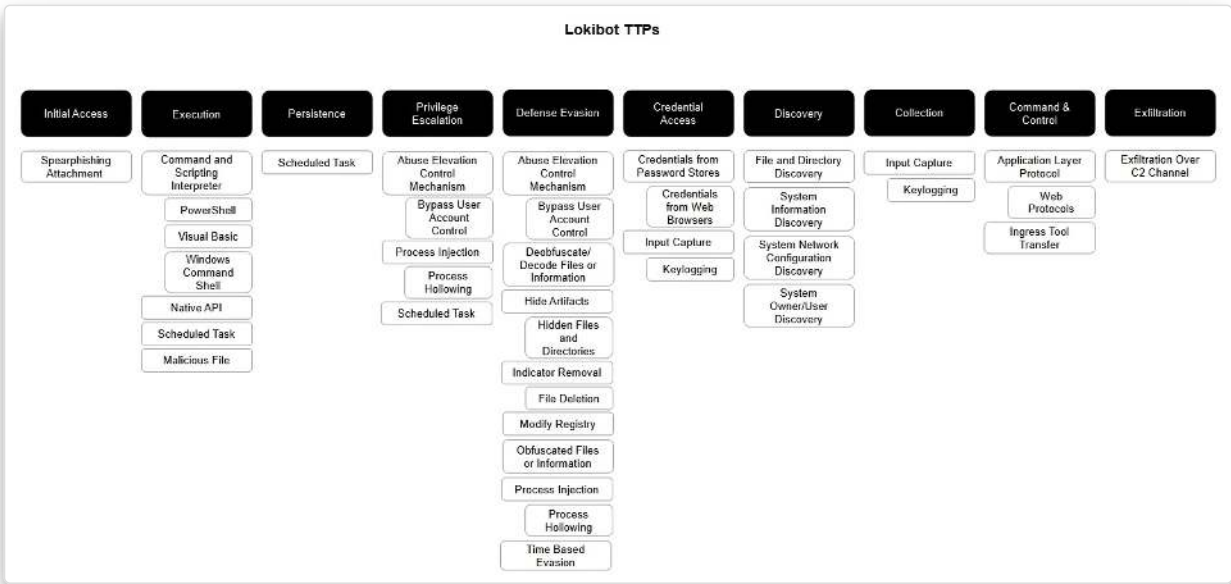 Lokibot TTPs
Initial Access
Execution
Persistence
Privilege
Escalation
Defense Evasion
Credential
Access
Discovery
Collection
Command &
Control
Exfiltration
Spearphishing
Attachment
Command and
Scripting
Interpreter
PowerShell
Visual Basic
Windows
Command
Shell
Native API
Scheduled Task
Malicious File
Scheduled Task
Abuse Elevation
Control
Mechanism
Bypass User
Account
Control
Process Injection
Process
Hollowing
Scheduled Task
Abuse Elevation
Control
Mechanism
Bypass User
Account
Control
Deobfuscate/
Decode Files or
Information
Hide Artifacts
Hidden Files
and
Directories
Indicator Removal
File Deletion
Modify Registry
Obfuscated Files
or Information
Process Injection
Process
Hollowing
Time Based
Evasion
Credentials from
Password Stores
Credentials
from Web
Browsers
Input Capture
Keylogging
File and Directory
Discovery
System
Information
Discovery
System Network
Configuration
Discovery
System
Owner/User
Discovery
Input Capture
Keylogging
Application Layer
Protocol
Web
Protocols
Ingress Tool
Transfer
Exfiltration Over
C2 Channel